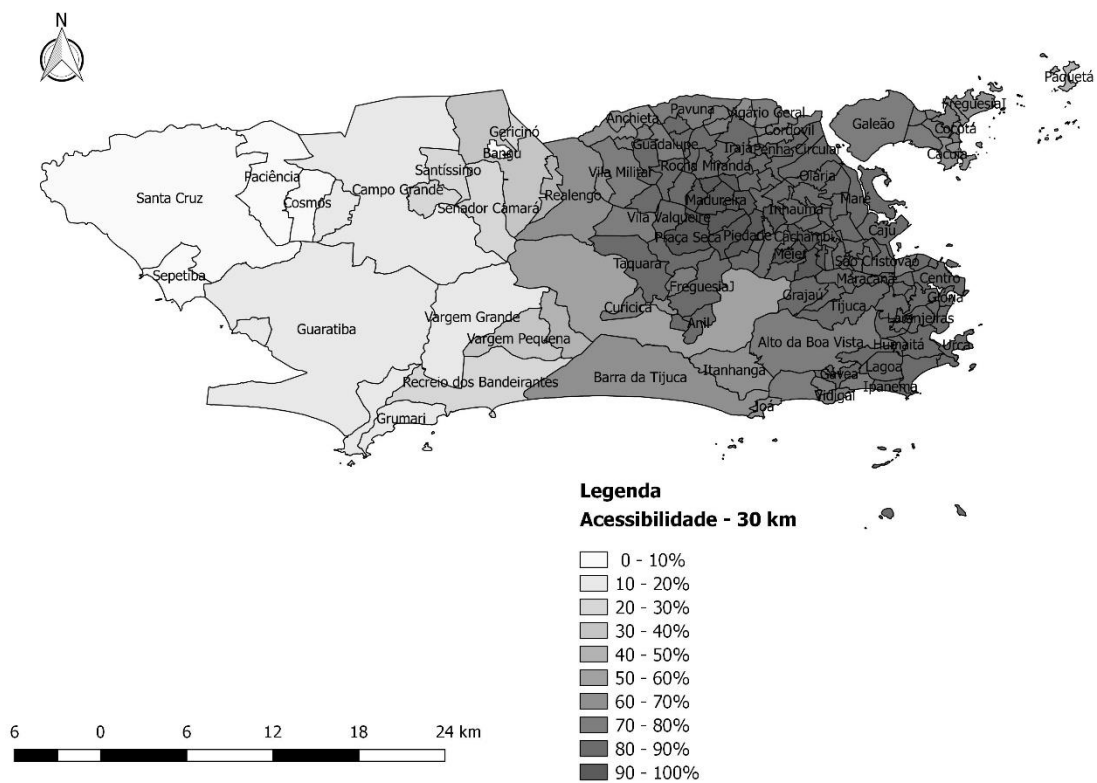 N
Paquetá
FreguesiaI
Galeão
Cocotá
Cacuia
Pavuna
Vigário Geral
Anchieta
Cordovil
Gericinó
Guadalupe
Irajá
Penha Circular
Bangu
Rocha Miranda
Santíssimo
Vila Militar
Olaria
Paciência
Campo Grande
Realengo
Santa Cruz
Madureira
Maré
Cosmos
Senador Camará
Inhaúma
Vila Valqueire
Caju
Praça Seca
Piedade
Cachambi
Méier
São Cristóvão
Sepetiba
Taquara
Maracanã
Centro
FreguesiaJ
Grajaú
Glória
Tijuca
Curicica
Laranjeiras
Vargem Grande
Anil
Guaratiba
Vargem Pequena
Alto da Boa Vista
Humaitá
Urca
Itanhangá
Lagoa
Barra da Tijuca
Gávea
Recreio dos Bandeirantes
Ipanema
Vidigal
Joá
Grumari
Legenda
Acessibilidade - 30 km
0 - 10%
10 - 20%
20 - 30%
30 - 40%
40 - 50%
50 - 60%
60 - 70%
70 - 80%
80 - 90%
90 - 100%
6 0 6 12 18 24 km